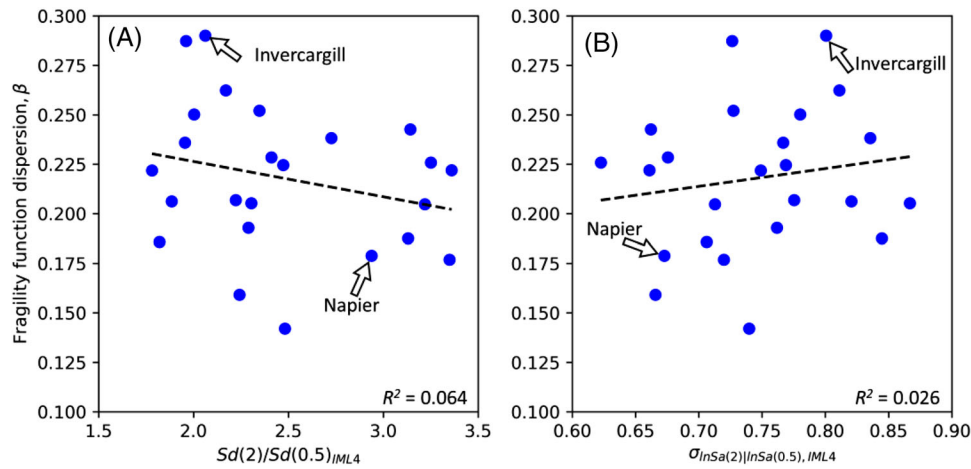 (A)
Invercargill
Napier
R² = 0.064
Fragility function dispersion, β
0.300
0.275
0.250
0.225
0.200
0.175
0.150
0.125
0.100
1.5 2.0 2.5 3.0 3.5
Sd(2)/Sd(0.5)IML4
(B)
Invercargill
Napier
R² = 0.026
0.300
0.275
0.250
0.225
0.200
0.175
0.150
0.125
0.100
0.60 0.65 0.70 0.75 0.80 0.85 0.90
σlnSa(2)|lnSa(0.5), IML4